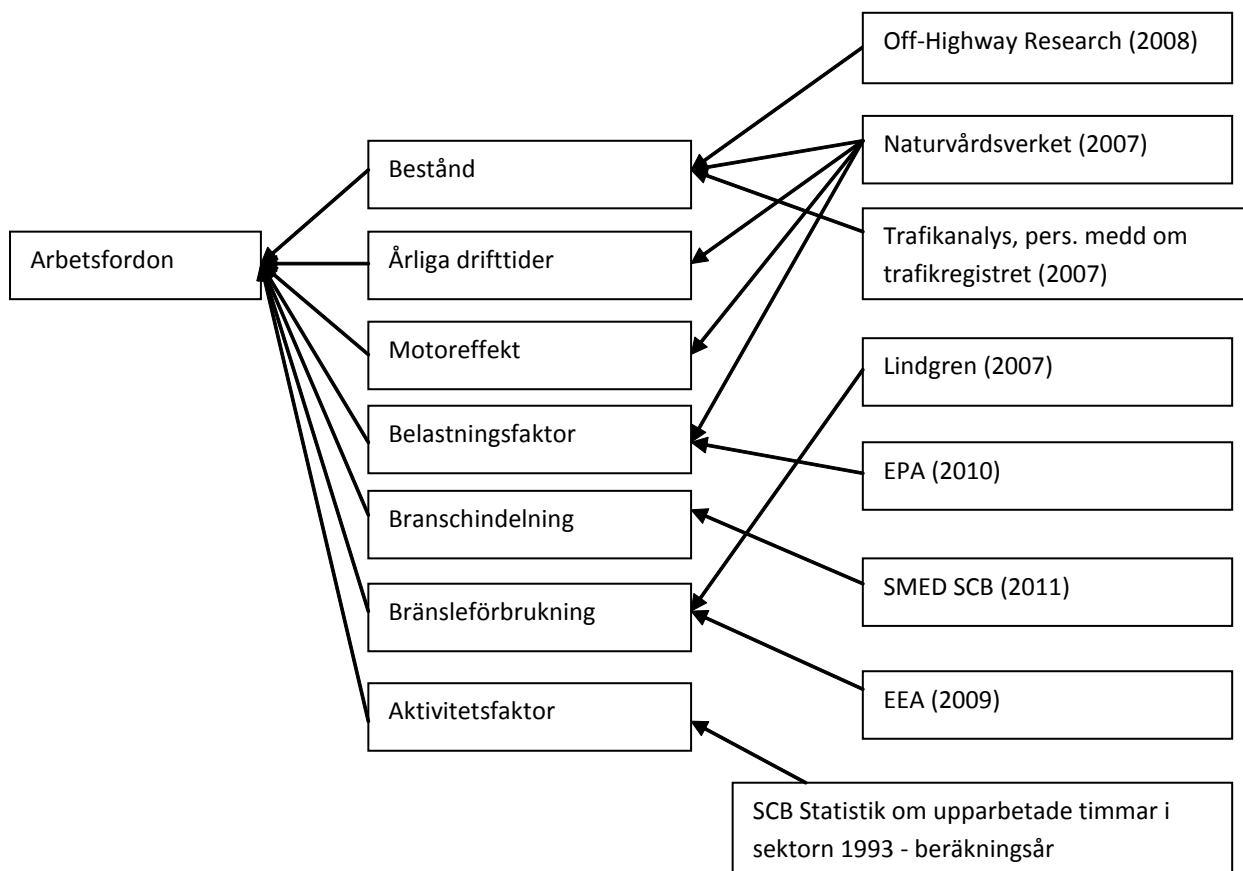 Off-Highway Research (2008)
Bestånd
Naturvårdsverket (2007)
Arbetsfordon
Årliga drifttider
Trafikanalys, pers. medd om
trafikregistret (2007)
Motoreffekt
Lindgren (2007)
Belastningsfaktor
EPA (2010)
Branschindelning
SMED SCB (2011)
Bränsleförbrukning
EEA (2009)
Aktivitetsfaktor
SCB Statistik om upparbetade timmar i
sektorn 1993 - beräkningsår